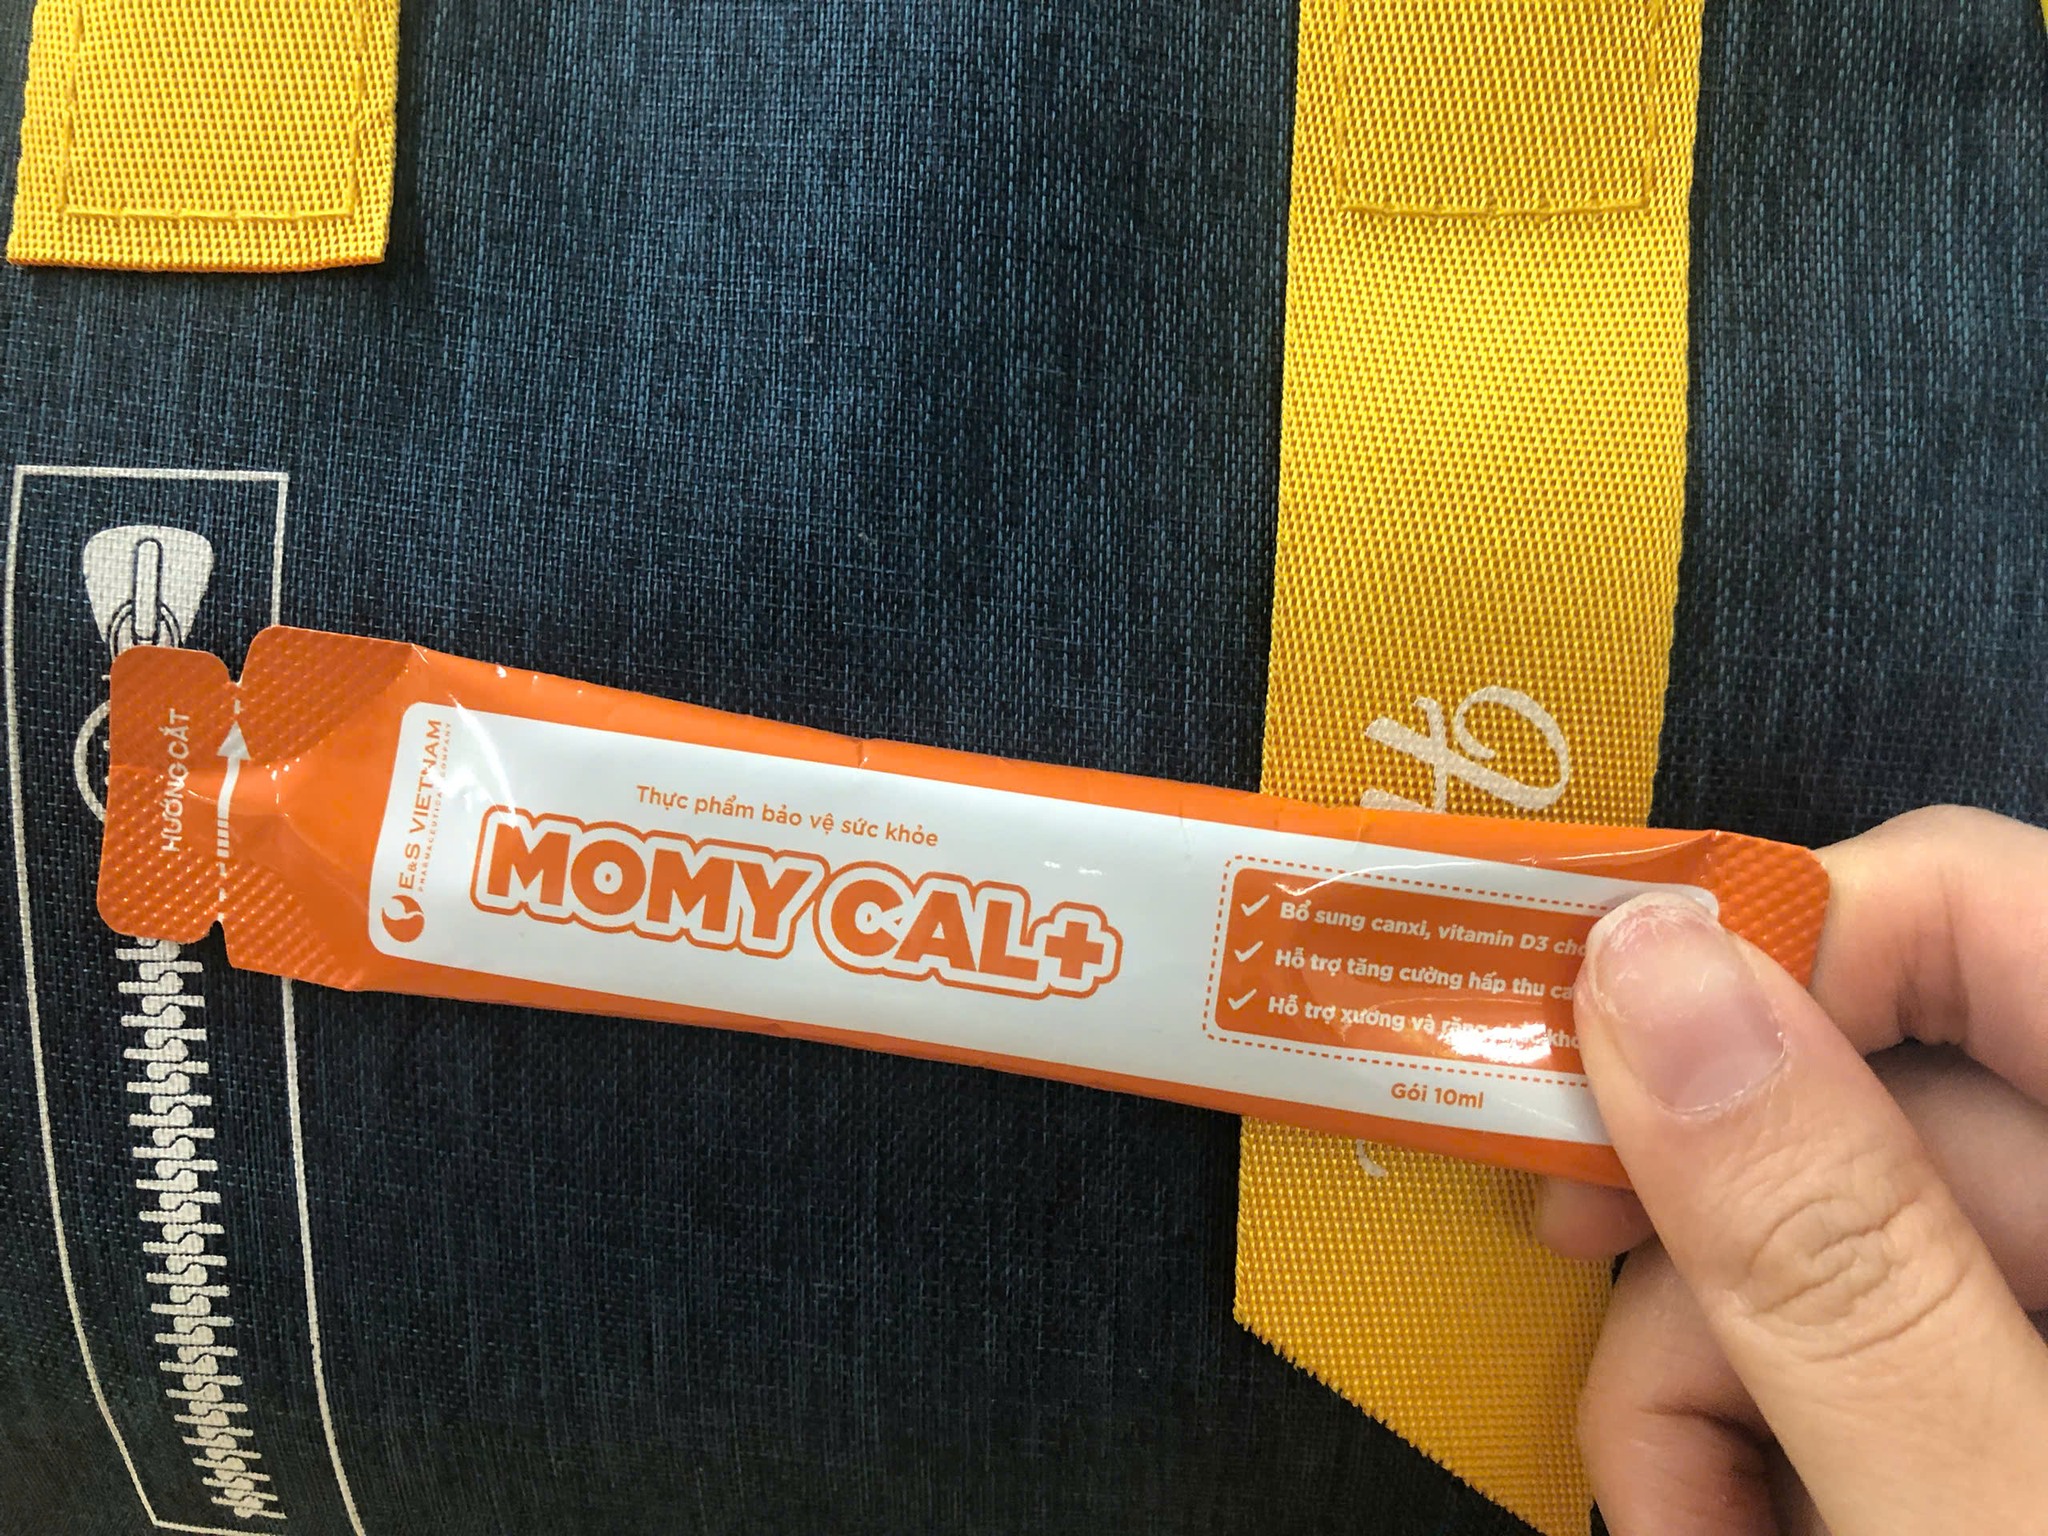 HƯỚNG CẮT
E&S VIETNAM
PHARMACEUTICAL COMPANY
Thực phẩm bảo vệ sức khỏe
MOMY CAL+
Bổ sung canxi, vitamin D3
Hỗ trợ tăng cường hấp thu
Hỗ trợ xương và răng
Gói 10ml